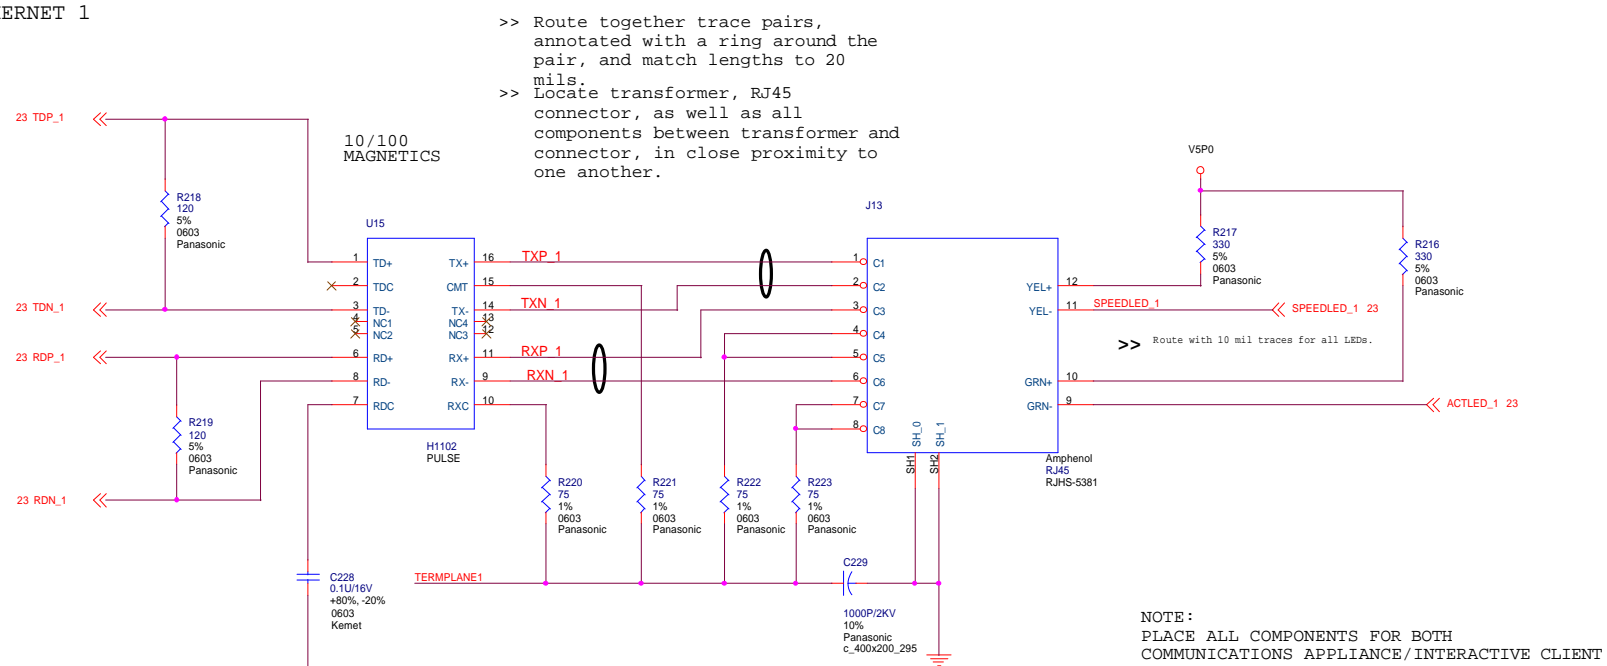 ERNET 1
>> Route together trace pairs,
annotated with a ring around the
pair, and match lengths to 20
mils.
>> Locate transformer, RJ45
connector, as well as all
components between transformer and
connector, in close proximity to
one another.
23 TDP_1
10/100
MAGNETICS
R218
120
5%
0603
Panasonic
U15
J13
V5P0
R217
330
5%
0603
Panasonic
R216
330
5%
0603
Panasonic
1 TD+ TX+ 16 TXP_1 1 C1
2 TDC CMT 15 2 C2 YEL+ 12
23 TDN_1 3 TD- TX- 14 TXN_1 3 C3 YEL- 11 SPEEDLED_1 SPEEDLED_1 23
4 NC1 NC4 13
5 NC2 NC3 12 4 C4
>> Route with 10 mil traces for all LEDs.
23 RDP_1 6 RD+ RX+ 11 RXP_1 5 C5
8 RD- RX- 9 RXN_1 6 C6 GRN+ 10
7 RDC RXC 10 7 C7 GRN- 9 ACTLED_1 23
8 C8
R219
120
5%
0603
Panasonic
H1102
PULSE
SH_0 SH_1
SH1 SH2
Amphenol
RJ45
RJHS-5381
23 RDN_1
R220
75
1%
0603
Panasonic
R221
75
1%
0603
Panasonic
R222
75
1%
0603
Panasonic
R223
75
1%
0603
Panasonic
C228
0.1U/16V
+80%, -20%
0603
Kemet
TERMPLANE1
C229
1000P/2KV
10%
Panasonic
c_400x200_295
NOTE:
PLACE ALL COMPONENTS FOR BOTH
COMMUNICATIONS APPLIANCE/INTERACTIVE CLIENT